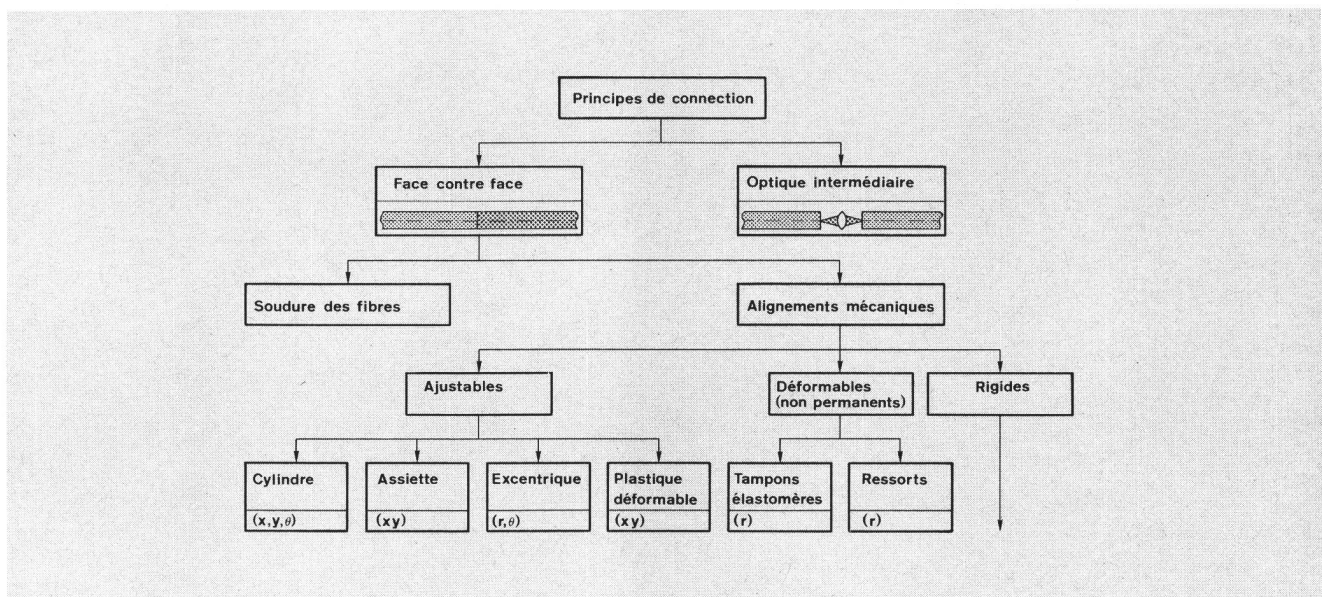 Principes de connection
Face contre face
Optique intermédiaire
Soudure des fibres
Alignements mécaniques
Ajustables
Déformables
(non permanents)
Rigides
Cylindre
(x,y,θ)
Assiette
(xy)
Excentrique
(r,θ)
Plastique
déformable
(xy)
Tampons
élastomères
(r)
Ressorts
(r)